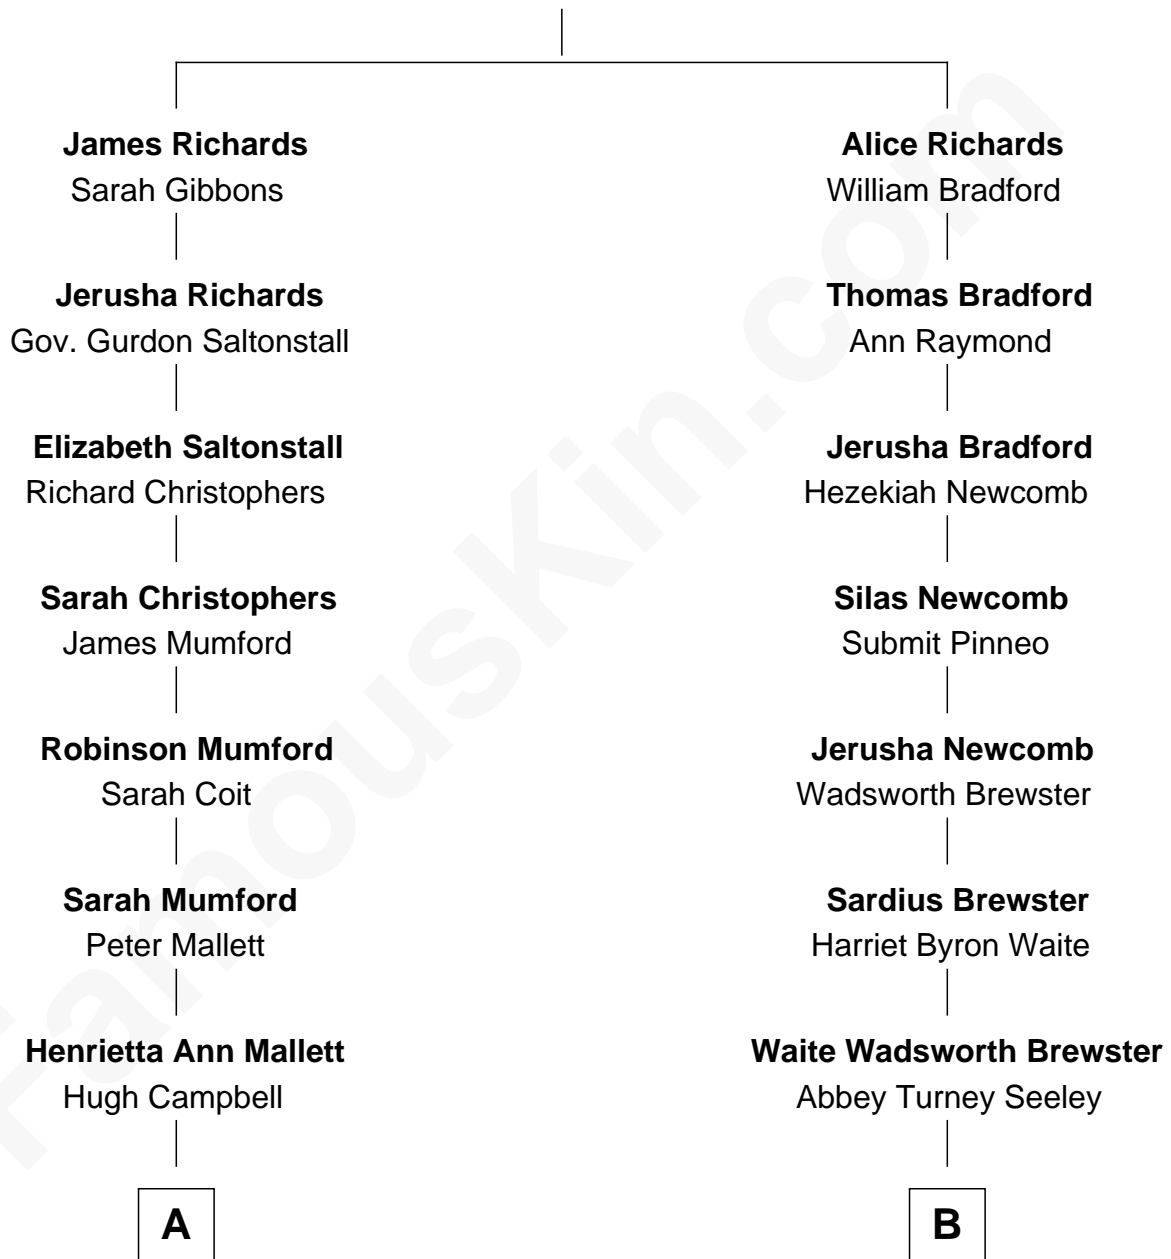 James Richards
Sarah Gibbons
Alice Richards
William Bradford
Jerusha Richards
Gov. Gurdon Saltonstall
Thomas Bradford
Ann Raymond
Elizabeth Saltonstall
Richard Christophers
Jerusha Bradford
Hezekiah Newcomb
Sarah Christophers
James Mumford
Silas Newcomb
Submit Pinneo
Robinson Mumford
Sarah Coit
Jerusha Newcomb
Wadsworth Brewster
Sarah Mumford
Peter Mallett
Sardius Brewster
Harriet Byron Waite
Henrietta Ann Mallett
Hugh Campbell
Waite Wadsworth Brewster
Abbey Turney Seeley
A
B
FamousKin.com